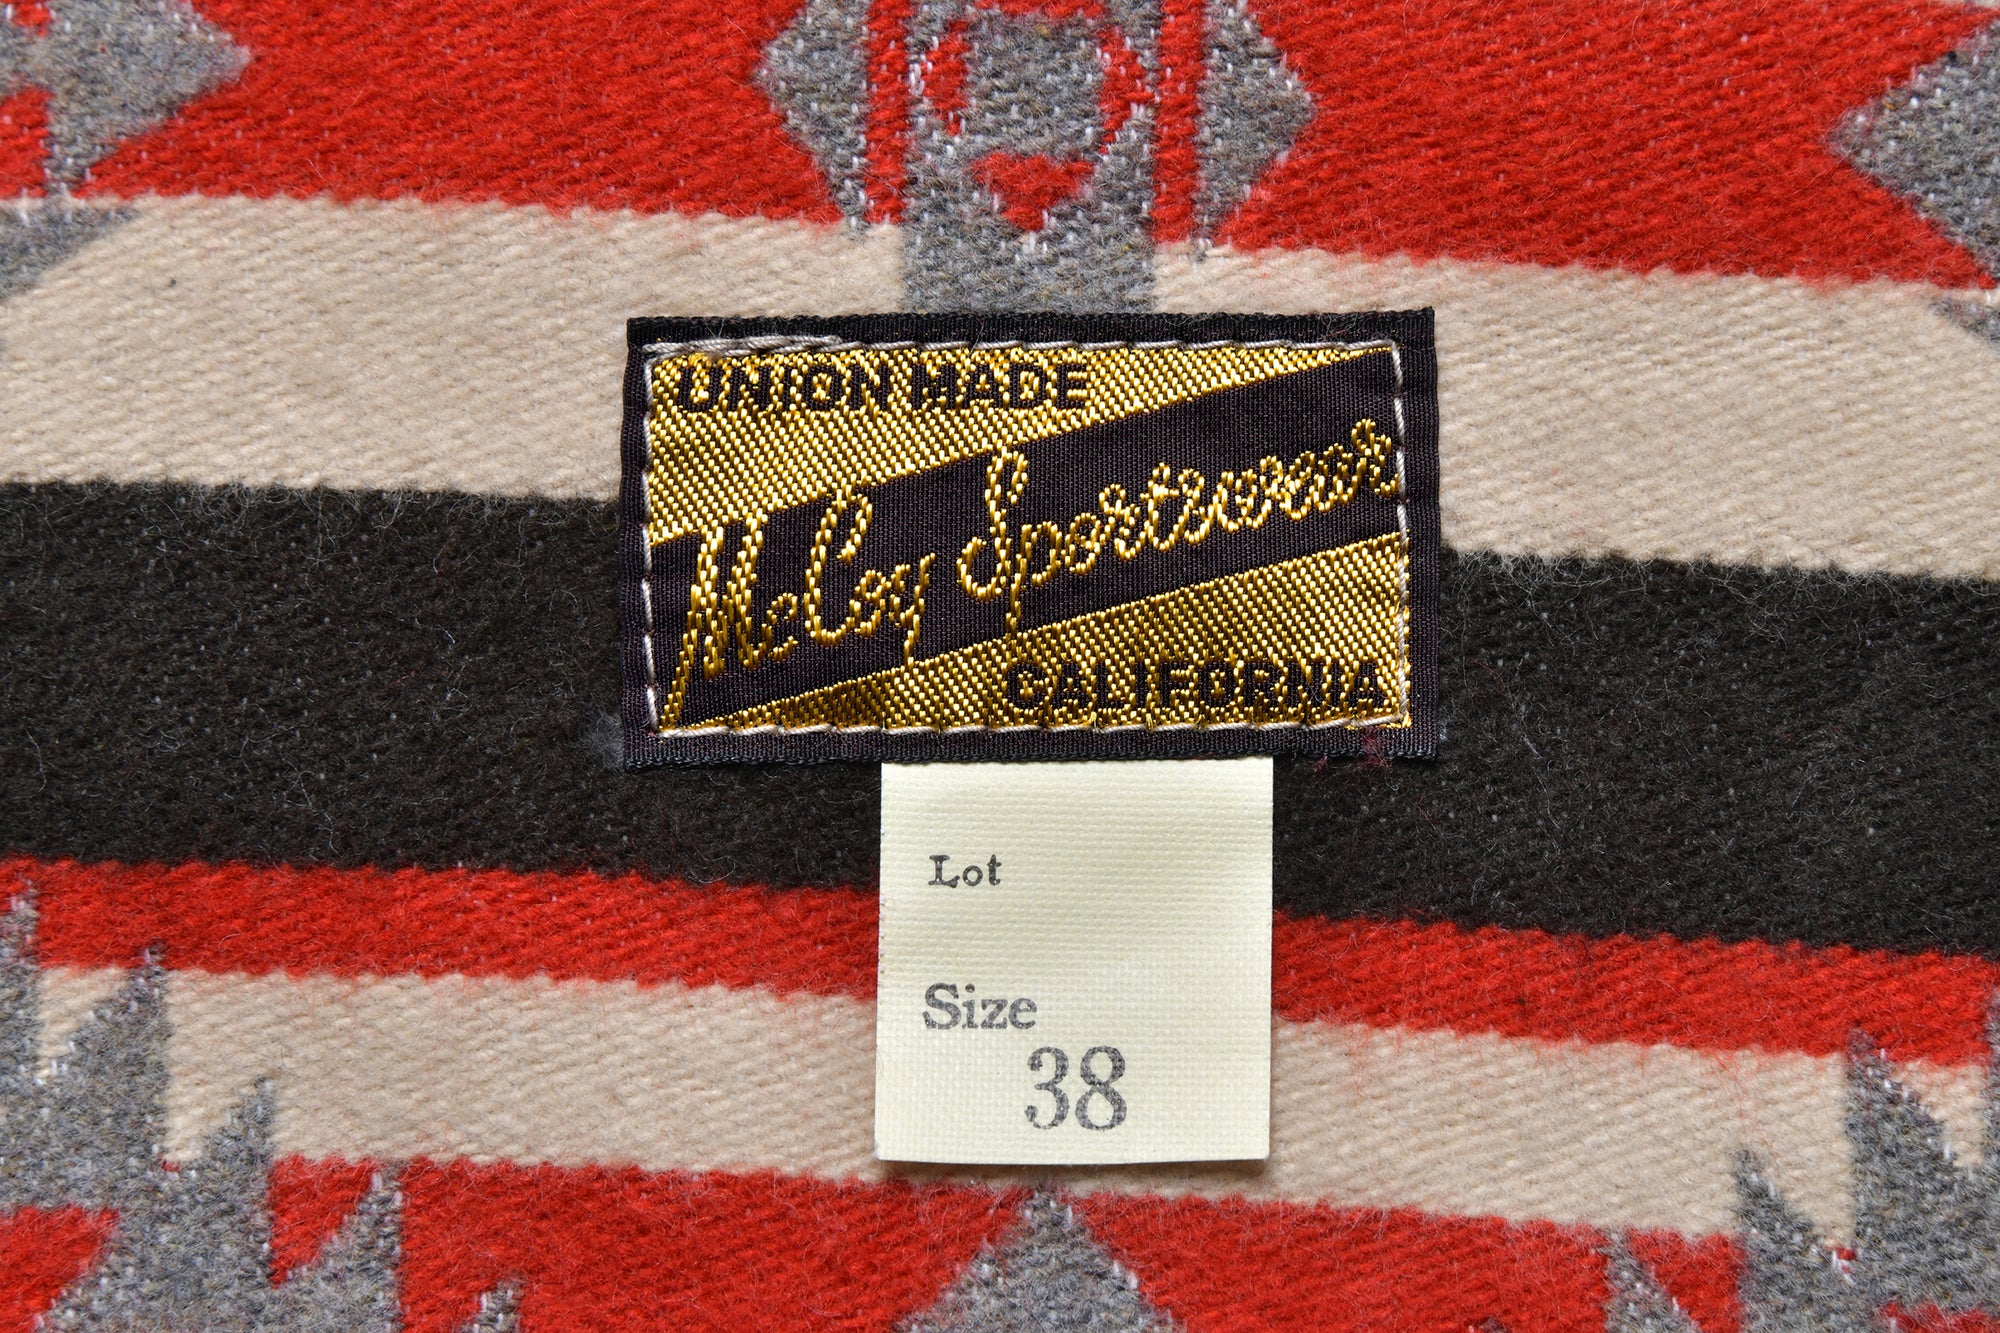 UNION MADE
McCoy Sportswear
CALIFORNIA
Lot
Size
38